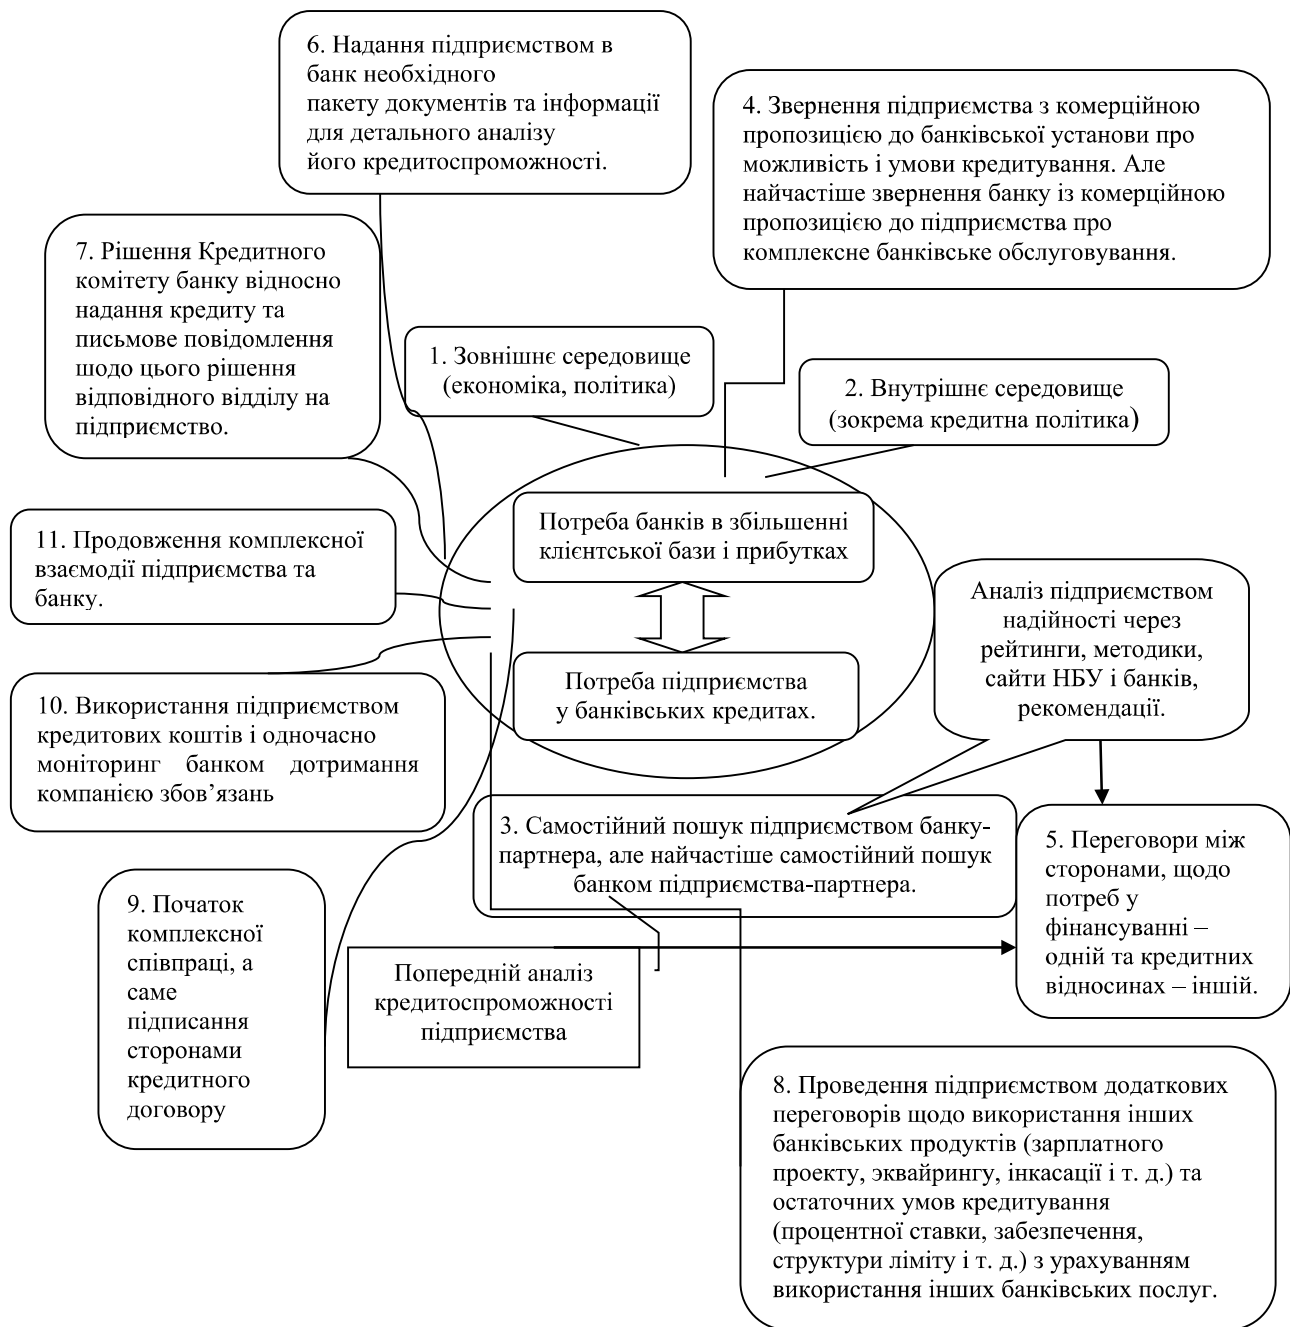 6. Надання підприємством в
банк необхідного
пакету документів та інформації
для детального аналізу
його кредитоспроможності.
4. Звернення підприємства з комерційною
пропозицією до банківської установи про
можливість і умови кредитування. Але
найчастіше звернення банку із комерційною
пропозицією до підприємства про
комплексне банківське обслуговування.
7. Рішення Кредитного
комітету банку відносно
надання кредиту та
письмове повідомлення
шодо цього рішення
відповідного відділу на
підприємство.
1. Зовнішнє середовище
(економіка, політика)
2. Внутрішнє середовище
(зокрема кредитна політика)
Потреба банків в збільшенні
клієнтської бази і прибутках
11. Продовження комплексної
взаємодії підприємства та
банку.
Аналіз підприємством
надійності через
рейтинги, методики,
сайти НБУ і банків,
рекомендації.
Потреба підприємства
у банківських кредитах.
10. Використання підприємством
кредитових коштів і одночасно
моніторинг банком дотримання
компанією збов’язань
3. Самостійний пошук підприємством банку-
партнера, але найчастіше самостійний пошук
банком підприємства-партнера.
5. Переговори між
сторонами, щодо
потреб у
фінансуванні –
одній та кредитних
відносинах – іншій.
9. Початок
комплексної
співпраці, а
саме
підписання
сторонами
кредитного
договору
Попередній аналіз
кредитоспроможності
підприємства
8. Проведення підприємством додаткових
переговорів щодо використання інших
банківських продуктів (зарплатного
проекту, эквайрингу, інкасації і т. д.) та
остаточних умов кредитування
(процентної ставки, забезпечення,
структури ліміту і т. д.) з урахуванням
використання інших банківських послуг.